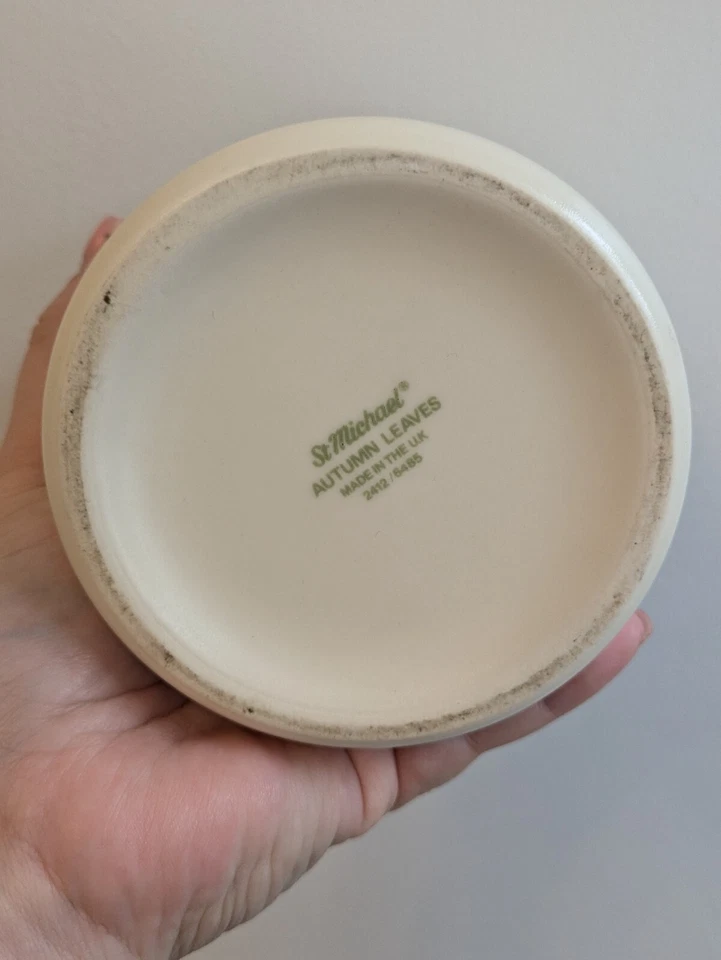 St Michael®
AUTUMN LEAVES
MADE IN THE U.K
2412/6485